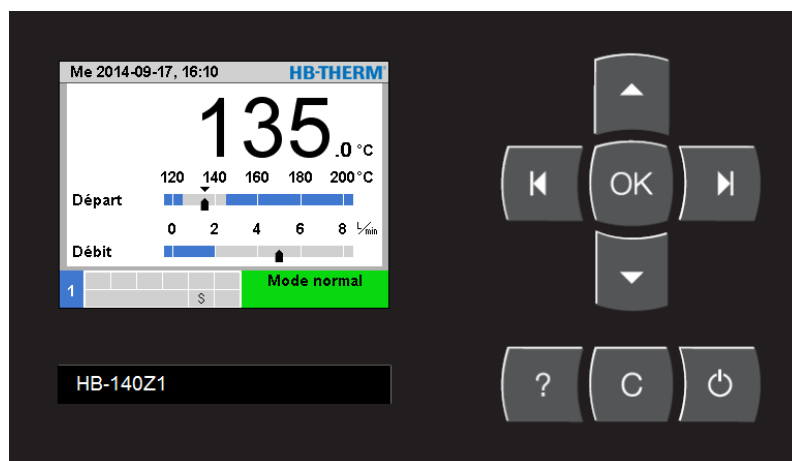 Me 2014-09-17, 16:10 HB-THERM®
135.0 °C
120 140 160 180 200°C
Départ
0 2 4 6 8 L/min
Débit
1 S Mode normal
HB-140Z1
OK
? C